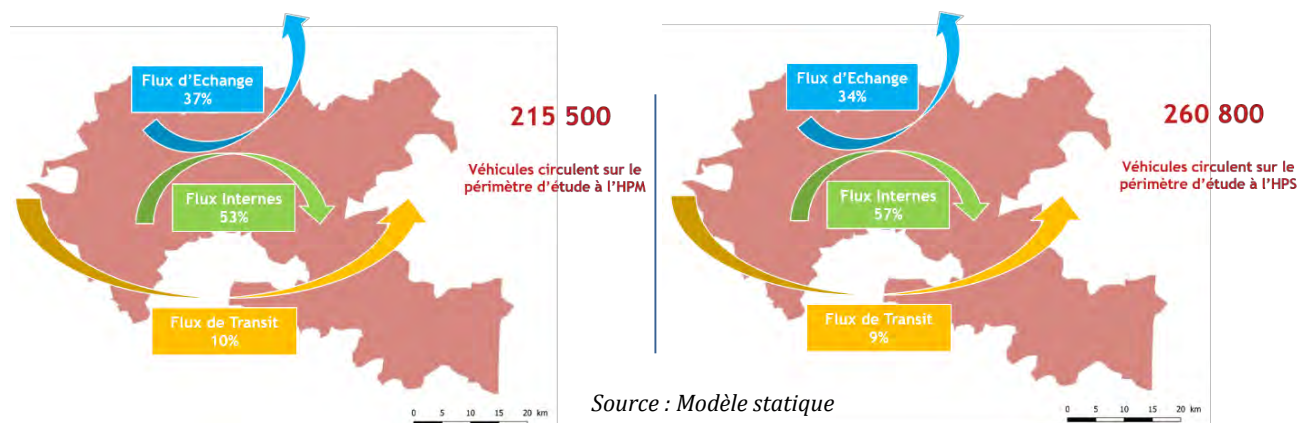 Flux d'Echange
37%
215 500
Véhicules circulent sur le
périmètre d'étude à l'HPM
Flux Internes
53%
Flux de Transit
10%
0 5 10 15 20 km
Flux d'Echange
34%
260 800
Véhicules circulent sur le
périmètre d'étude à l'HPS
Flux Internes
57%
Flux de Transit
9%
0 5 10 15 20 km
Source : Modèle statique